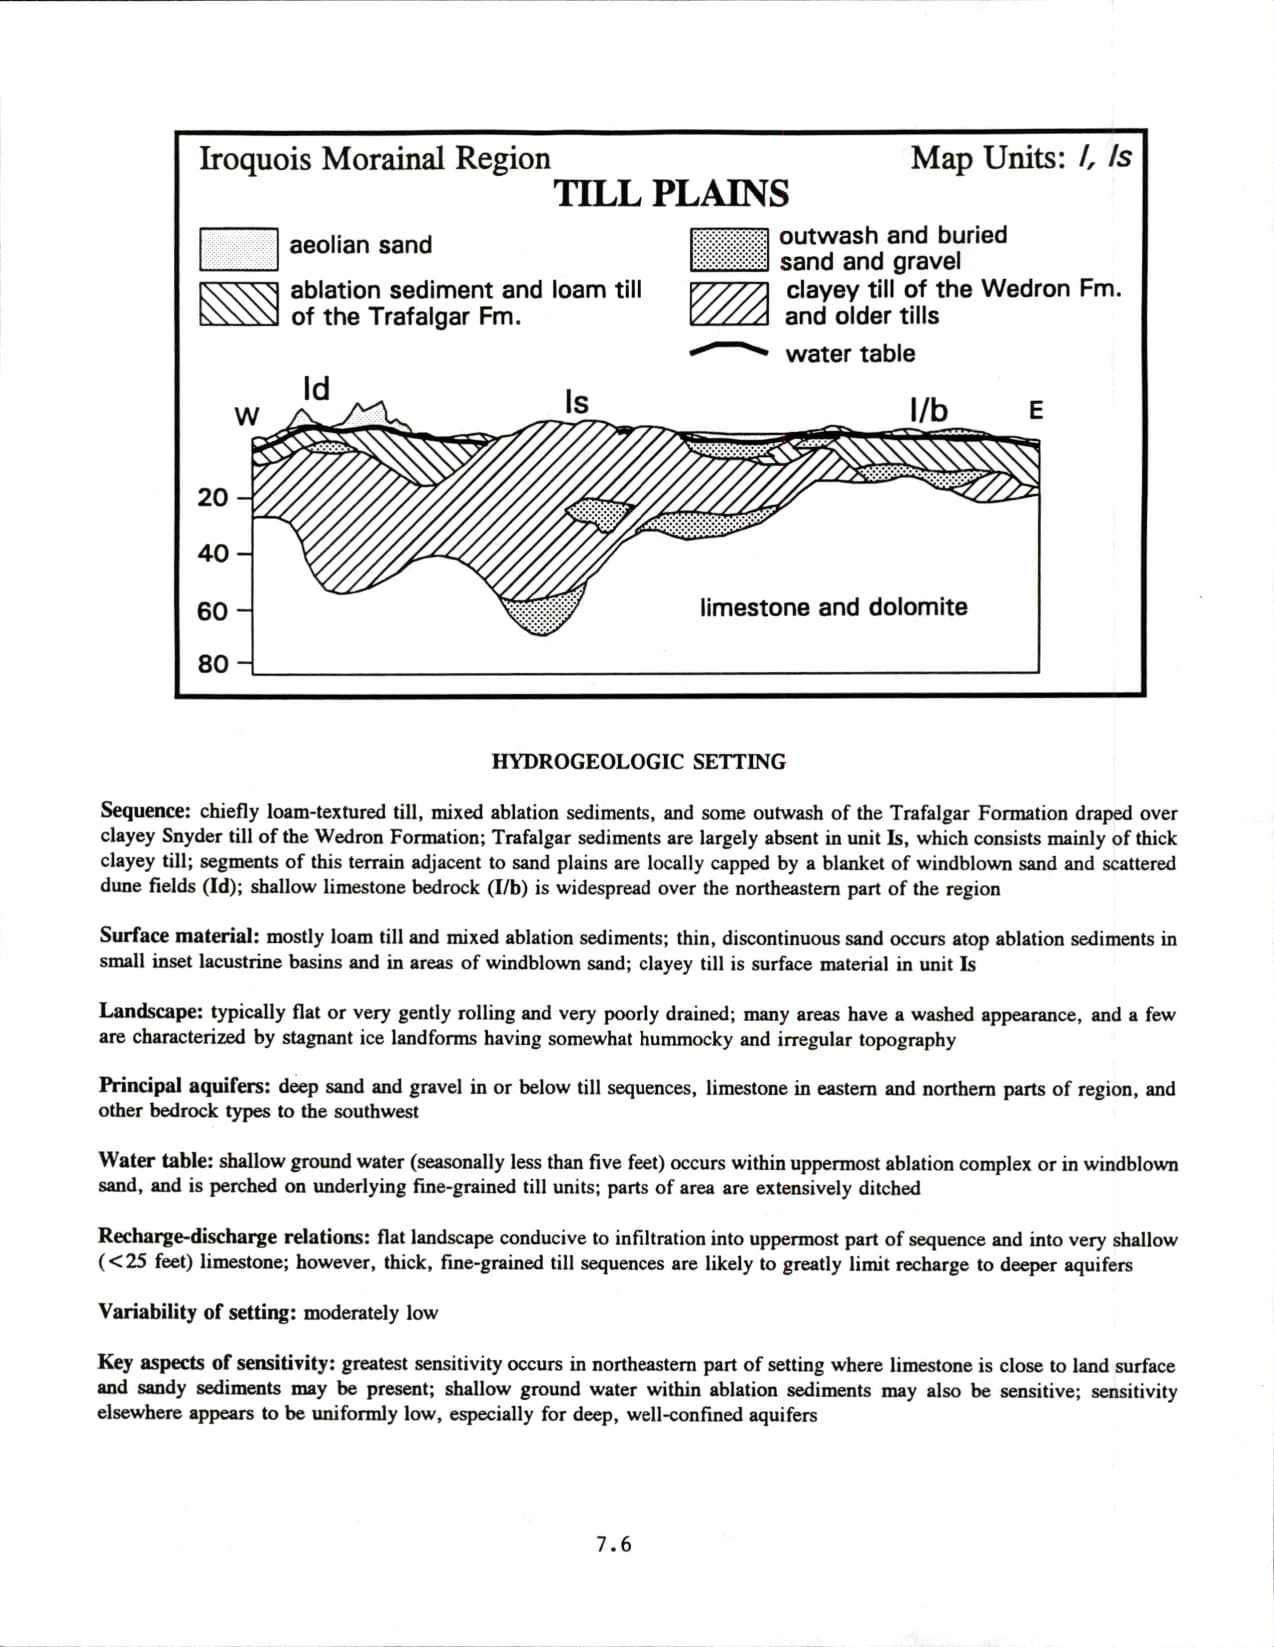 Iroquois Morainal Region
Map Units: I, Is
TILL PLAINS
aeolian sand
outwash and buried
sand and gravel
ablation sediment and loam till
of the Trafalgar Fm.
clayey till of the Wedron Fm.
and older tills
water table
W
Id
Is
I/b
E
20
40
60
80
limestone and dolomite
HYDROGEOLOGIC SETTING
Sequence: chiefly loam-textured till, mixed ablation sediments, and some outwash of the Trafalgar Formation draped over
clayey Snyder till of the Wedron Formation; Trafalgar sediments are largely absent in unit Is, which consists mainly of thick
clayey till; segments of this terrain adjacent to sand plains are locally capped by a blanket of windblown sand and scattered
dune fields (Id); shallow limestone bedrock (I/b) is widespread over the northeastern part of the region
Surface material: mostly loam till and mixed ablation sediments; thin, discontinuous sand occurs atop ablation sediments in
small inset lacustrine basins and in areas of windblown sand; clayey till is surface material in unit Is
Landscape: typically flat or very gently rolling and very poorly drained; many areas have a washed appearance, and a few
are characterized by stagnant ice landforms having somewhat hummocky and irregular topography
Principal aquifers: deep sand and gravel in or below till sequences, limestone in eastern and northern parts of region, and
other bedrock types to the southwest
Water table: shallow ground water (seasonally less than five feet) occurs within uppermost ablation complex or in windblown
sand, and is perched on underlying fine-grained till units; parts of area are extensively ditched
Recharge-discharge relations: flat landscape conducive to infiltration into uppermost part of sequence and into very shallow
(<25 feet) limestone; however, thick, fine-grained till sequences are likely to greatly limit recharge to deeper aquifers
Variability of setting: moderately low
Key aspects of sensitivity: greatest sensitivity occurs in northeastern part of setting where limestone is close to land surface
and sandy sediments may be present; shallow ground water within ablation sediments may also be sensitive; sensitivity
elsewhere appears to be uniformly low, especially for deep, well-confined aquifers
7.6